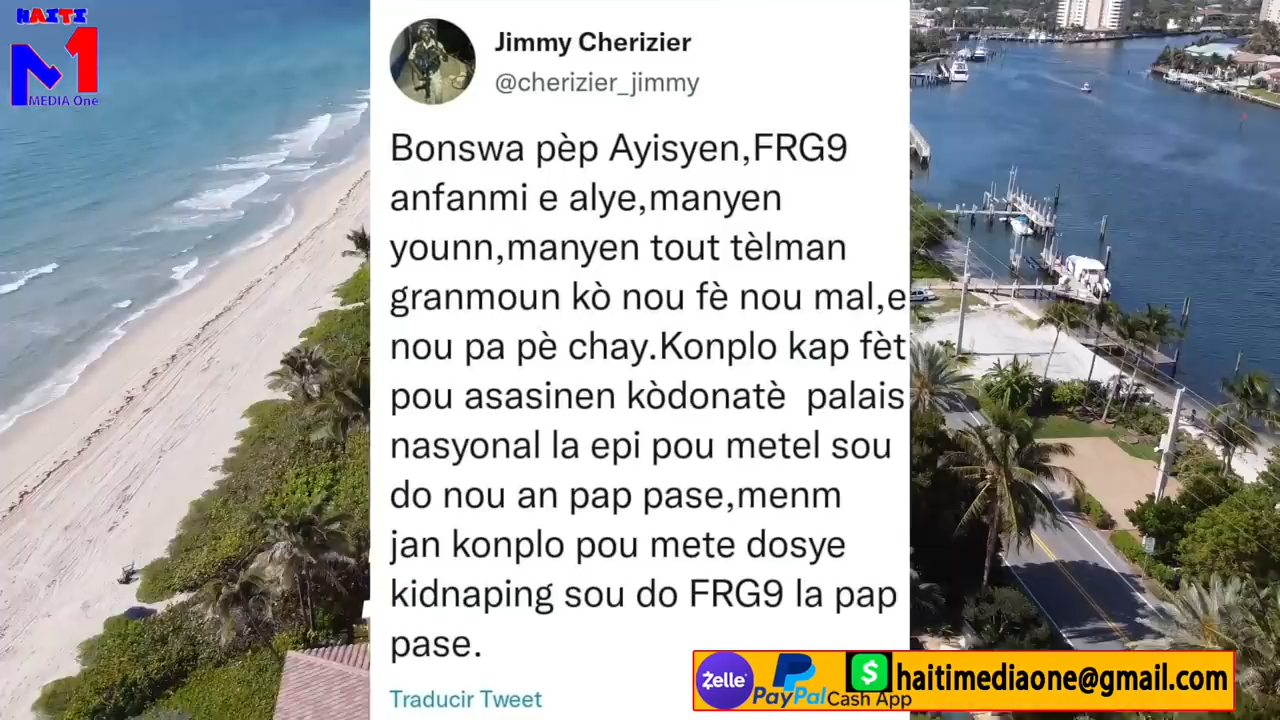 HAITI
M1
MEDIA One
Jimmy Cherizier
@cherizier_jimmy
Bonswa pèp Ayisyen,FRG9
anfanmi e alye,manyen
younn,manyen tout tèlman
granmoun kò nou fè nou mal,e
nou pa pè chay.Konplo kap fèt
pou asasinen kòdonatè  palais
nasyonal la epi pou metel sou
do nou an pap pase,menm
jan konplo pou mete dosye
kidnaping sou do FRG9 la pap
pase.
Traducir Tweet
Zelle
PayPal
$
Cash App
haitimediaone@gmail.com